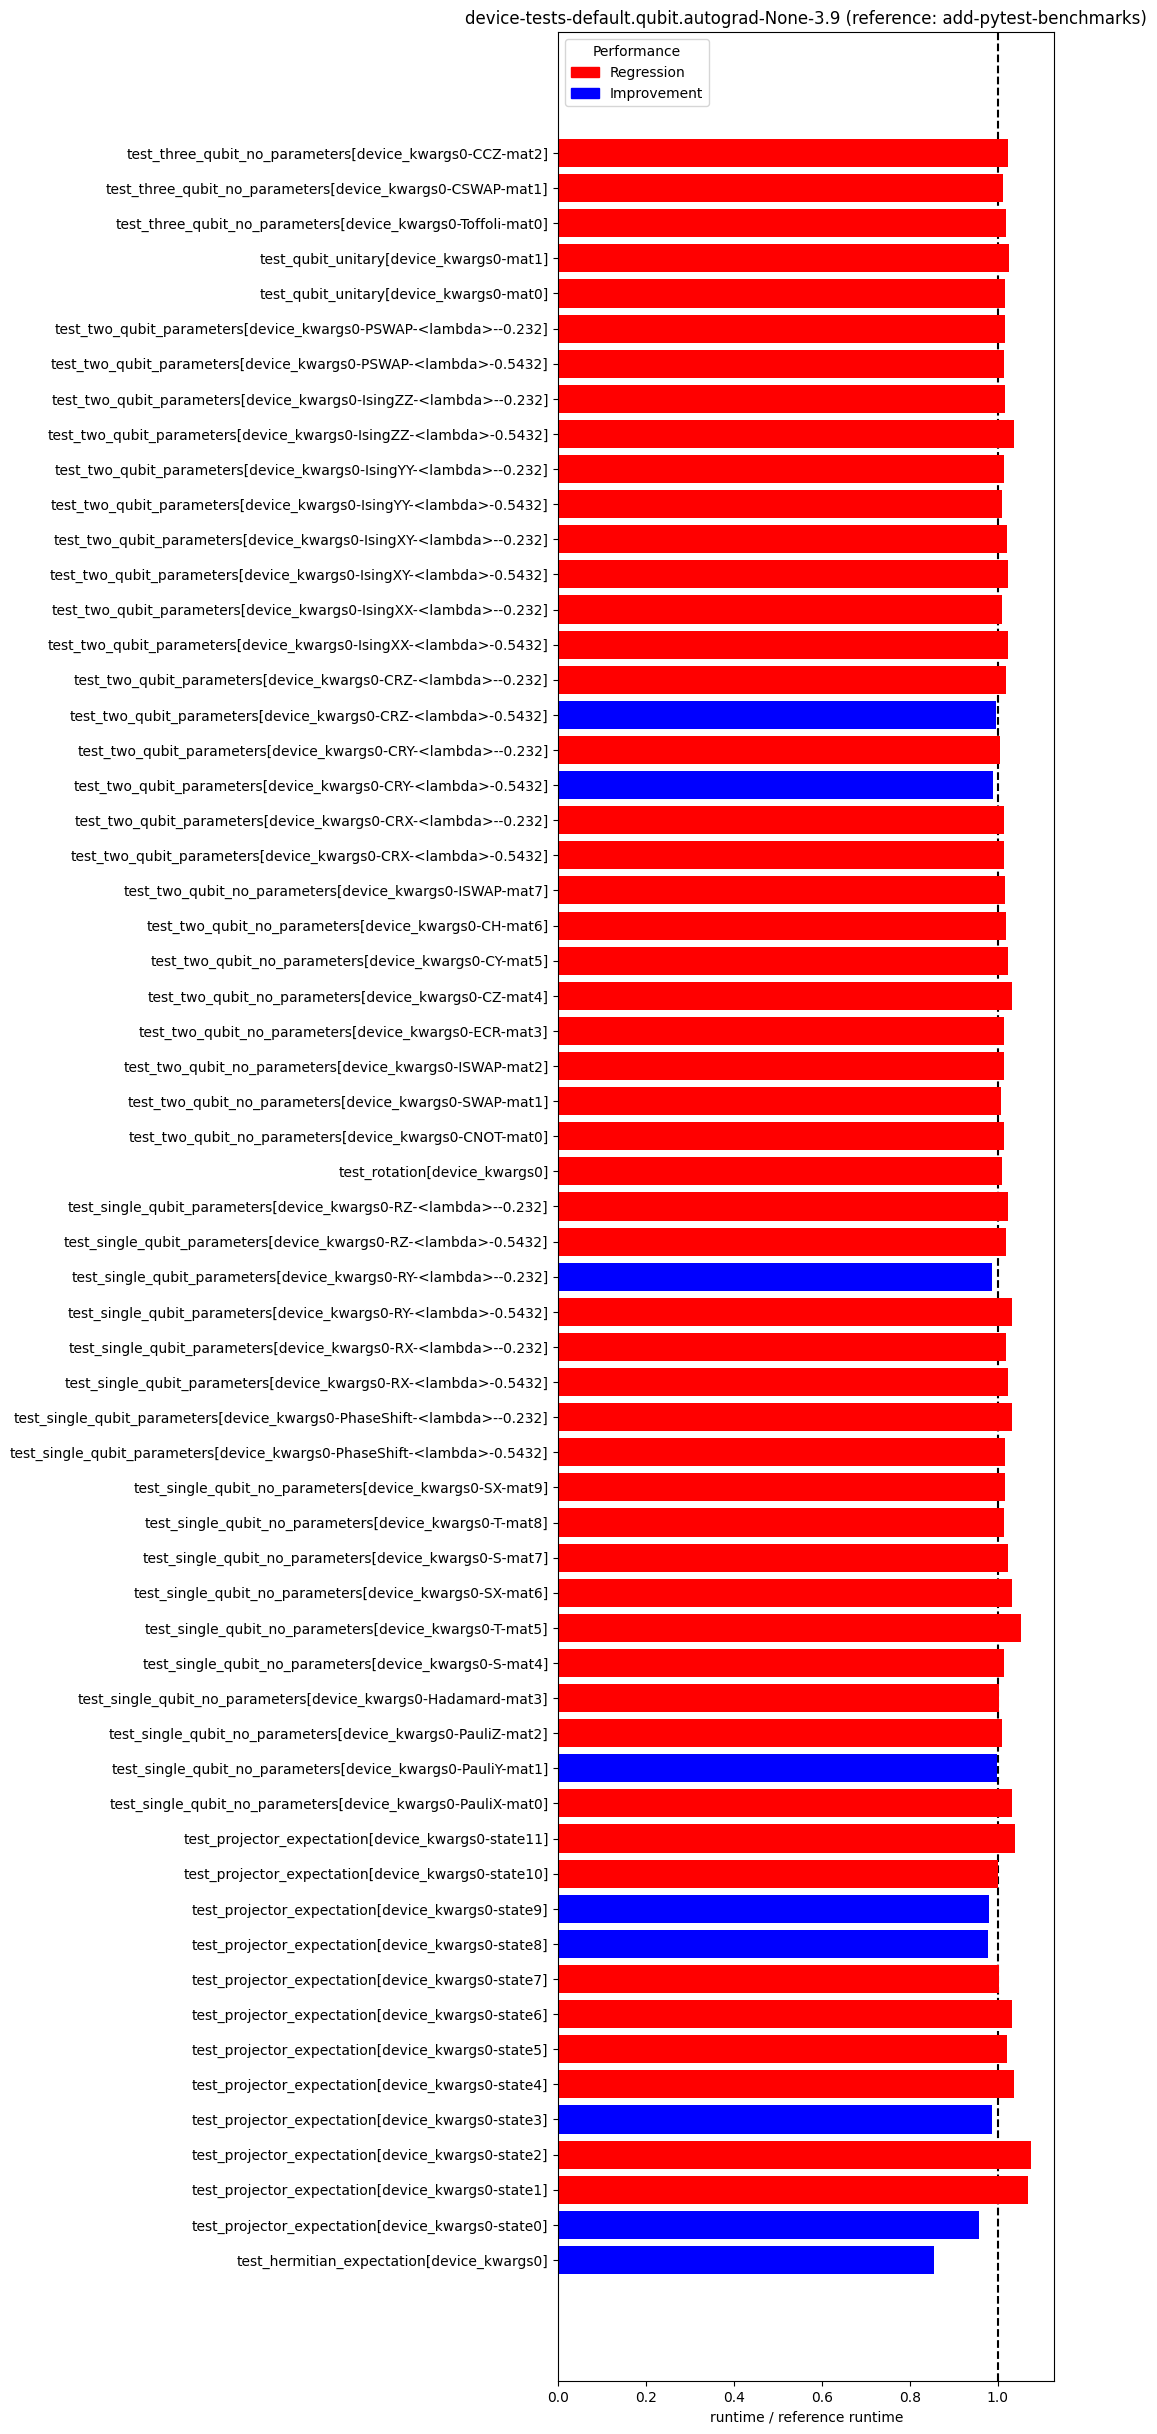 device-tests-default.qubit.autograd-None-3.9 (reference: add-pytest-benchmarks)
Performance
Regression
Improvement
test_three_qubit_no_parameters[device_kwargs0-CCZ-mat2]
test_three_qubit_no_parameters[device_kwargs0-CSWAP-mat1]
test_three_qubit_no_parameters[device_kwargs0-Toffoli-mat0]
test_qubit_unitary[device_kwargs0-mat1]
test_qubit_unitary[device_kwargs0-mat0]
test_two_qubit_parameters[device_kwargs0-PSWAP-<lambda>--0.232]
test_two_qubit_parameters[device_kwargs0-PSWAP-<lambda>-0.5432]
test_two_qubit_parameters[device_kwargs0-IsingZZ-<lambda>--0.232]
test_two_qubit_parameters[device_kwargs0-IsingZZ-<lambda>-0.5432]
test_two_qubit_parameters[device_kwargs0-IsingYY-<lambda>--0.232]
test_two_qubit_parameters[device_kwargs0-IsingYY-<lambda>-0.5432]
test_two_qubit_parameters[device_kwargs0-IsingXY-<lambda>--0.232]
test_two_qubit_parameters[device_kwargs0-IsingXY-<lambda>-0.5432]
test_two_qubit_parameters[device_kwargs0-IsingXX-<lambda>--0.232]
test_two_qubit_parameters[device_kwargs0-IsingXX-<lambda>-0.5432]
test_two_qubit_parameters[device_kwargs0-CRZ-<lambda>--0.232]
test_two_qubit_parameters[device_kwargs0-CRZ-<lambda>-0.5432]
test_two_qubit_parameters[device_kwargs0-CRY-<lambda>--0.232]
test_two_qubit_parameters[device_kwargs0-CRY-<lambda>-0.5432]
test_two_qubit_parameters[device_kwargs0-CRX-<lambda>--0.232]
test_two_qubit_parameters[device_kwargs0-CRX-<lambda>-0.5432]
test_two_qubit_no_parameters[device_kwargs0-ISWAP-mat7]
test_two_qubit_no_parameters[device_kwargs0-CH-mat6]
test_two_qubit_no_parameters[device_kwargs0-CY-mat5]
test_two_qubit_no_parameters[device_kwargs0-CZ-mat4]
test_two_qubit_no_parameters[device_kwargs0-ECR-mat3]
test_two_qubit_no_parameters[device_kwargs0-ISWAP-mat2]
test_two_qubit_no_parameters[device_kwargs0-SWAP-mat1]
test_two_qubit_no_parameters[device_kwargs0-CNOT-mat0]
test_rotation[device_kwargs0]
test_single_qubit_parameters[device_kwargs0-RZ-<lambda>--0.232]
test_single_qubit_parameters[device_kwargs0-RZ-<lambda>-0.5432]
test_single_qubit_parameters[device_kwargs0-RY-<lambda>--0.232]
test_single_qubit_parameters[device_kwargs0-RY-<lambda>-0.5432]
test_single_qubit_parameters[device_kwargs0-RX-<lambda>--0.232]
test_single_qubit_parameters[device_kwargs0-RX-<lambda>-0.5432]
test_single_qubit_parameters[device_kwargs0-PhaseShift-<lambda>--0.232]
test_single_qubit_parameters[device_kwargs0-PhaseShift-<lambda>-0.5432]
test_single_qubit_no_parameters[device_kwargs0-SX-mat9]
test_single_qubit_no_parameters[device_kwargs0-T-mat8]
test_single_qubit_no_parameters[device_kwargs0-S-mat7]
test_single_qubit_no_parameters[device_kwargs0-SX-mat6]
test_single_qubit_no_parameters[device_kwargs0-T-mat5]
test_single_qubit_no_parameters[device_kwargs0-S-mat4]
test_single_qubit_no_parameters[device_kwargs0-Hadamard-mat3]
test_single_qubit_no_parameters[device_kwargs0-PauliZ-mat2]
test_single_qubit_no_parameters[device_kwargs0-PauliY-mat1]
test_single_qubit_no_parameters[device_kwargs0-PauliX-mat0]
test_projector_expectation[device_kwargs0-state11]
test_projector_expectation[device_kwargs0-state10]
test_projector_expectation[device_kwargs0-state9]
test_projector_expectation[device_kwargs0-state8]
test_projector_expectation[device_kwargs0-state7]
test_projector_expectation[device_kwargs0-state6]
test_projector_expectation[device_kwargs0-state5]
test_projector_expectation[device_kwargs0-state4]
test_projector_expectation[device_kwargs0-state3]
test_projector_expectation[device_kwargs0-state2]
test_projector_expectation[device_kwargs0-state1]
test_projector_expectation[device_kwargs0-state0]
test_hermitian_expectation[device_kwargs0]
0.0 0.2 0.4 0.6 0.8 1.0
runtime / reference runtime